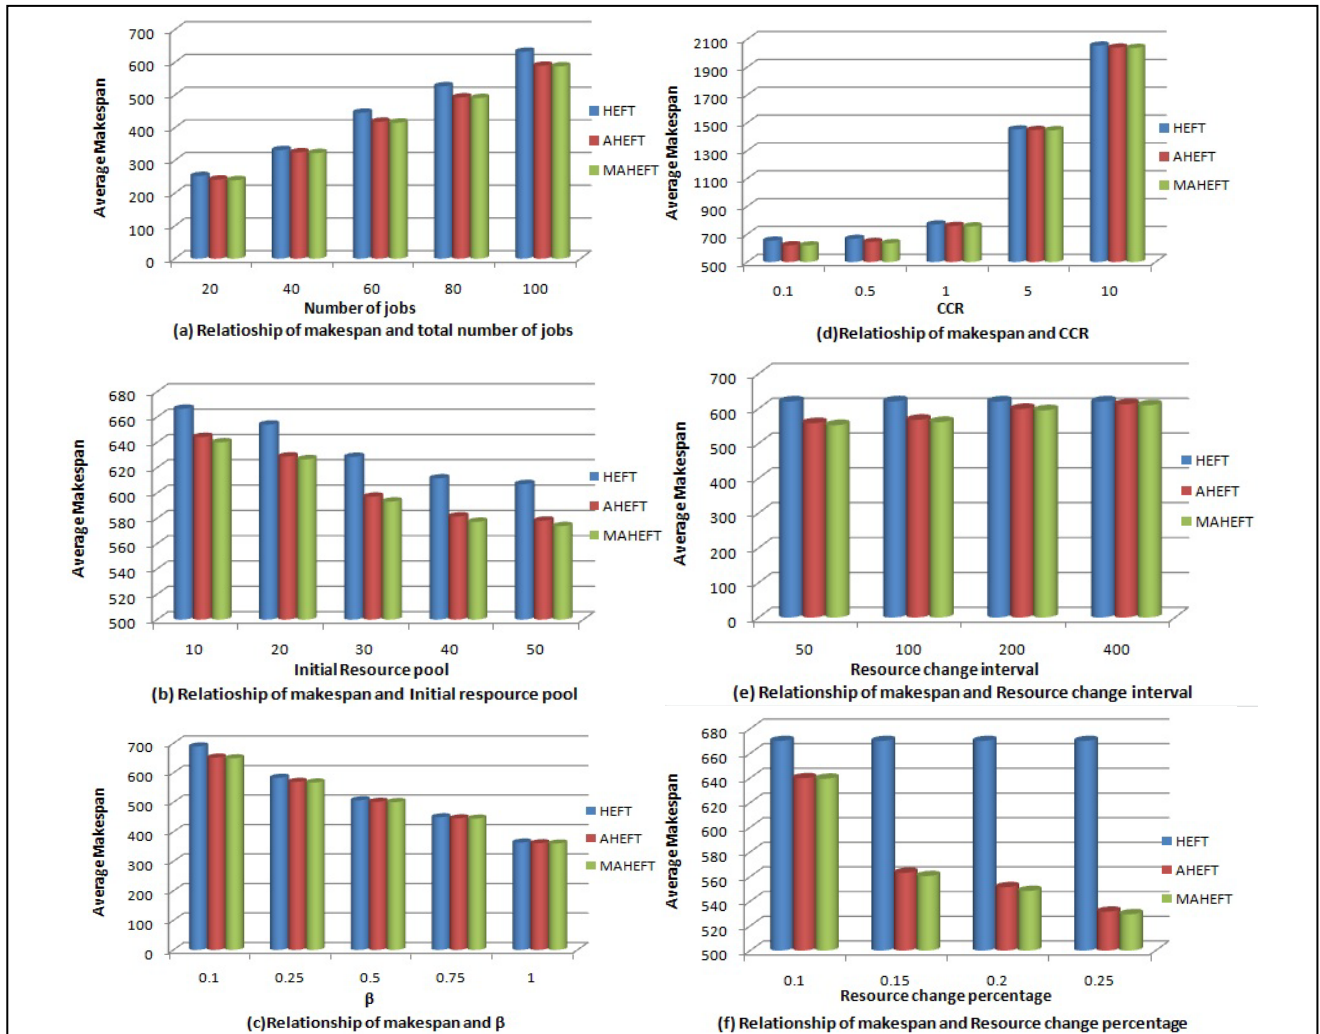 700
600
500
400
300
200
100
0
Average Makespan
20 40 60 80 100
Number of jobs
HEFT
AHEFT
MAHEFT
(a) Relatioship of makespan and total number of jobs
2100
1900
1700
1500
1300
1100
900
700
500
Average Makespan
0.1 0.5 1 5 10
CCR
HEFT
AHEFT
MAHEFT
(d)Relatioship of makespan and CCR
680
660
640
620
600
580
560
540
520
500
Average Makespan
10 20 30 40 50
Initial Resource pool
HEFT
AHEFT
MAHEFT
(b) Relatioship of makespan and Initial respource pool
700
600
500
400
300
200
100
0
Average Makespan
50 100 200 400
Resource change interval
HEFT
AHEFT
MAHEFT
(e) Relationship of makespan and Resource change interval
700
600
500
400
300
200
100
0
Average Makespan
0.1 0.25 0.5 0.75 1
β
HEFT
AHEFT
MAHEFT
(c)Relationship of makespan and β
680
660
640
620
600
580
560
540
520
500
Average Makespan
0.1 0.15 0.2 0.25
Resource change percentage
HEFT
AHEFT
MAHEFT
(f) Relationship of makespan and Resource change percentage